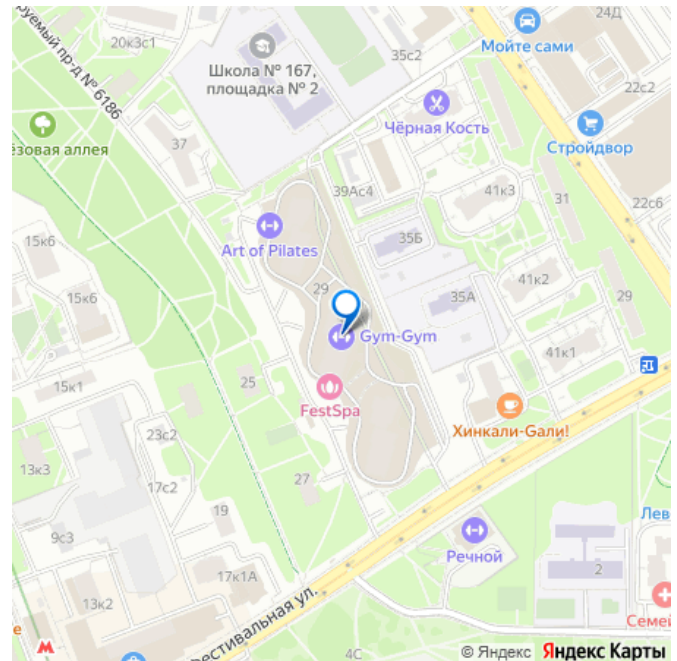 24Д
20к3с1
Мойте сами
35с2
руемый пр-д № 6186
Школа № 167,
площадка № 2
22с2
Чёрная Кость
Стройдвор
ёзовая аллея
37
39Ас4
41к3
31
22с6
15к6
Art of Pilates
35Б
41к2
15к6
29
35А
29
Gym-Gym
41к1
15к1
25
FestSpa
Хинкали-Gали!
23с2
13к3
27
17с2
19
Лев
9с3
Речной
17к1А
2
13к2
Фестивальная ул.
Семей
е
4С
© Яндекс Яндекс Карты